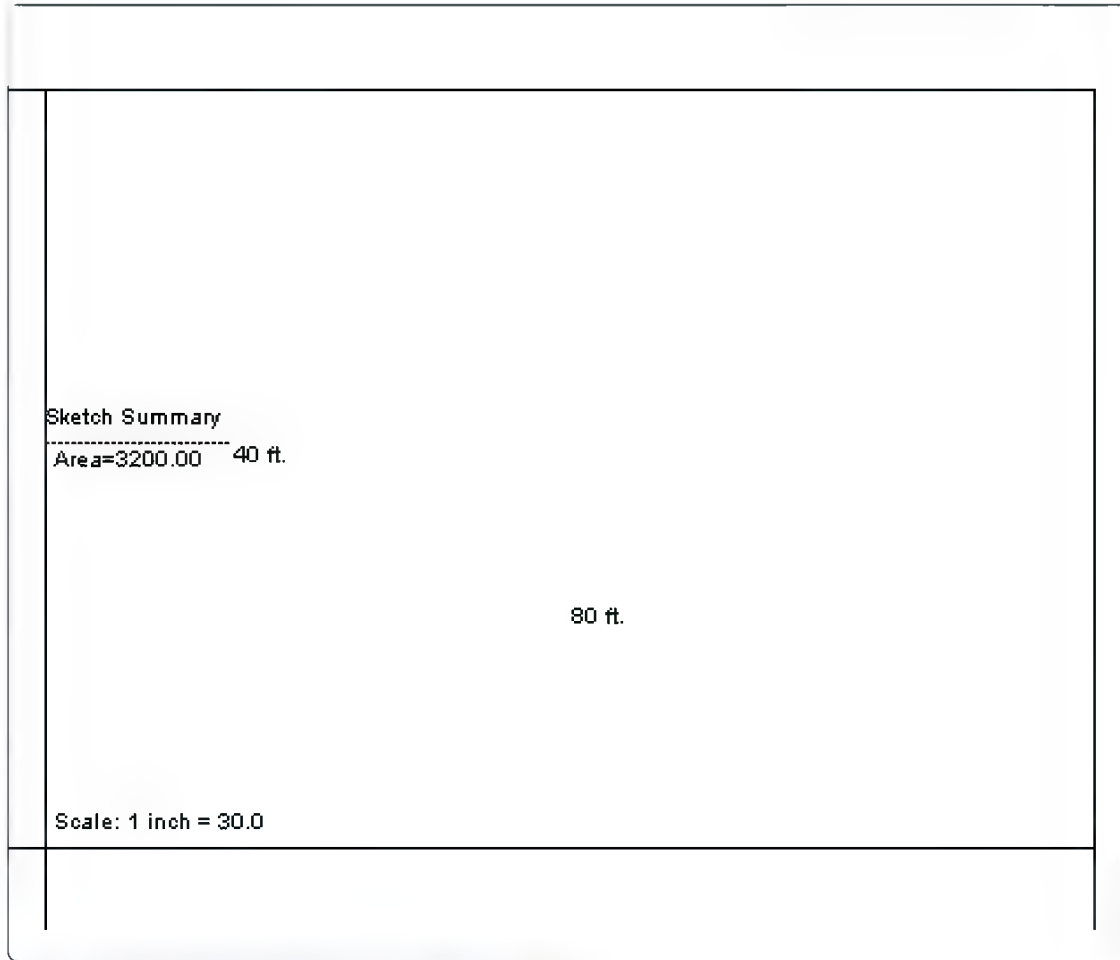 Sketch Summary
Area=3200.00 40 ft.
80 ft.
Scale: 1 inch = 30.0